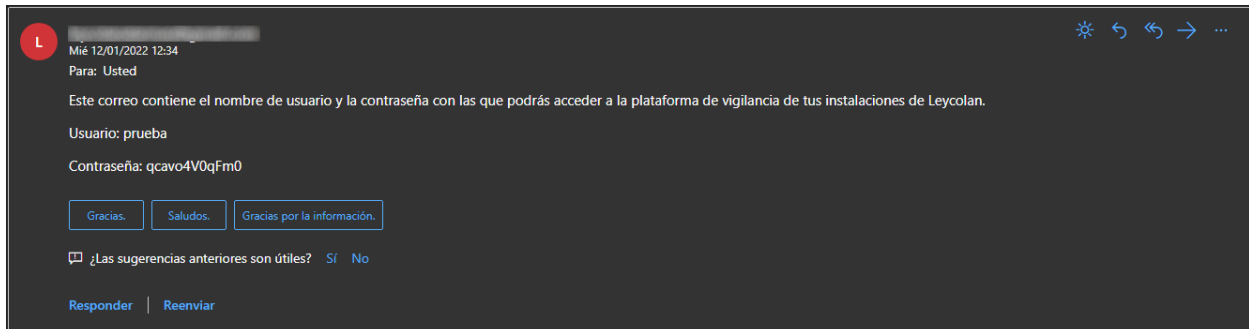 L
Mié 12/01/2022 12:34
Para: Usted
Este correo contiene el nombre de usuario y la contraseña con las que podrás acceder a la plataforma de vigilancia de tus instalaciones de Leycolan.
Usuario: prueba
Contraseña: qcavo4V0qFm0
Gracias. Saludos. Gracias por la información.
¿Las sugerencias anteriores son útiles? Sí No
Responder | Reenviar